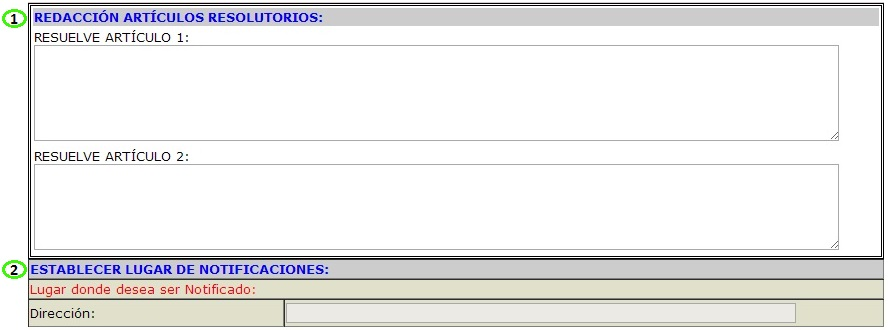 1 REDACCIÓN ARTÍCULOS RESOLUTORIOS:
RESUELVE ARTÍCULO 1:
RESUELVE ARTÍCULO 2:
2 ESTABLECER LUGAR DE NOTIFICACIONES:
Lugar donde desea ser Notificado:
Dirección: